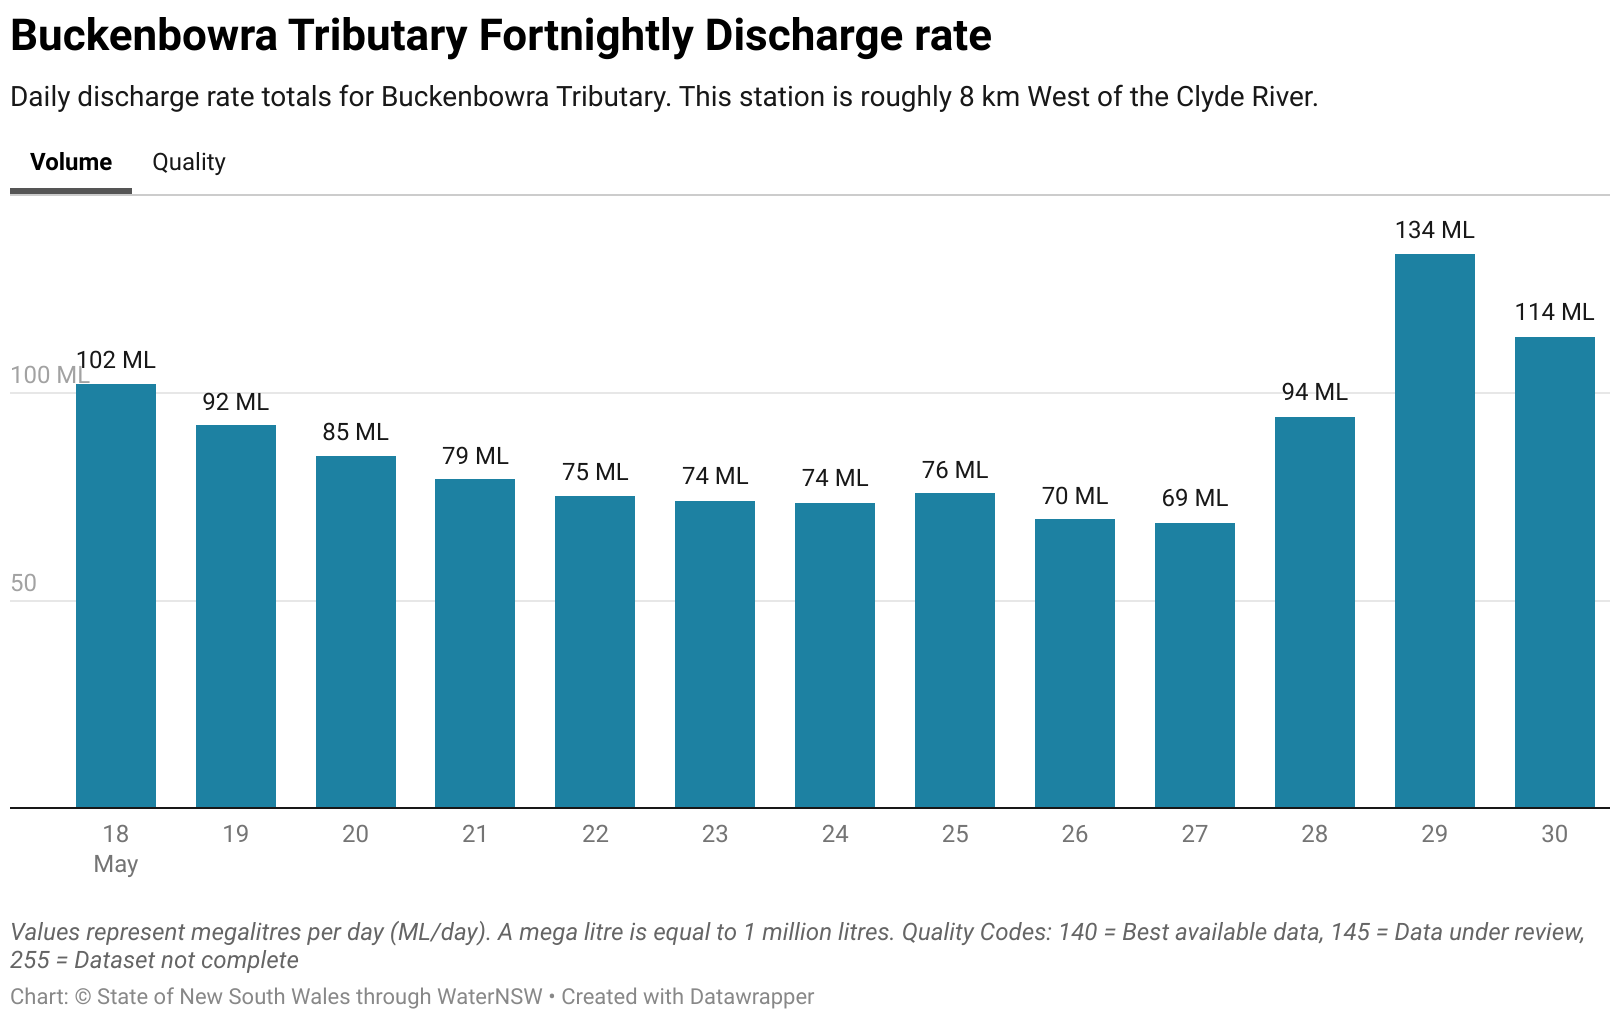 Buckenbowra Tributary Fortnightly Discharge rate
Daily discharge rate totals for Buckenbowra Tributary. This station is roughly 8 km West of the Clyde River.
Volume Quality
134 ML
114 ML
102 ML
100 ML
94 ML
92 ML
85 ML
79 ML
75 ML
74 ML
74 ML
76 ML
70 ML
69 ML
50
18 19 20 21 22 23 24 25 26 27 28 29 30
May
Values represent megalitres per day (ML/day). A mega litre is equal to 1 million litres. Quality Codes: 140 = Best available data, 145 = Data under review,
255 = Dataset not complete
Chart: © State of New South Wales through WaterNSW • Created with Datawrapper